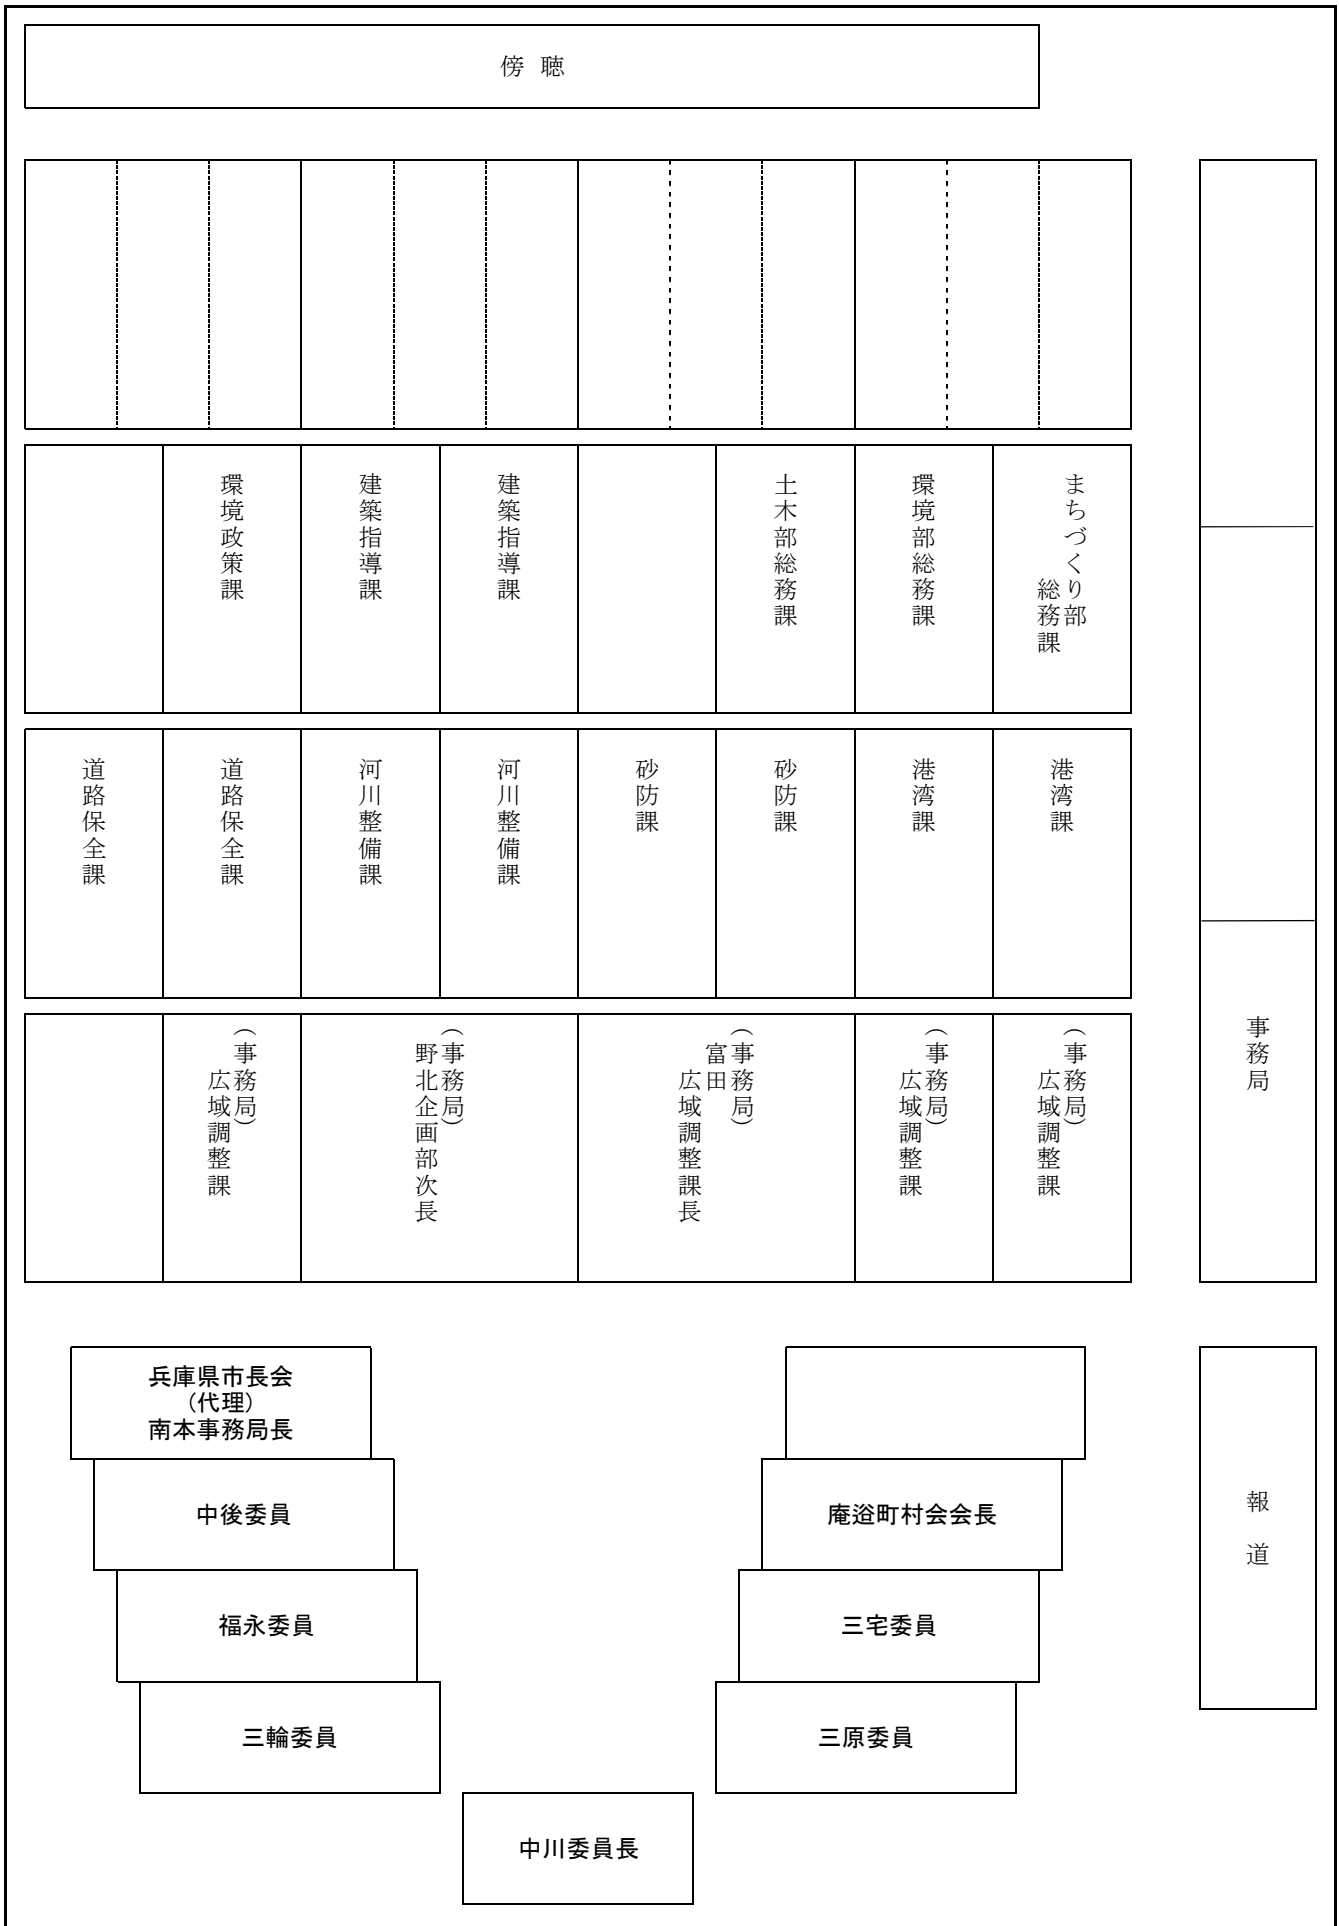 傍 聴
環境政策課
建築指導課
建築指導課
土木部総務課
環境部総務課
まちづくり部
総務課
道路保全課
道路保全課
河川整備課
河川整備課
砂防課
砂防課
港湾課
港湾課
(事務局)
広域調整課
(事務局)
野北企画部次長
(事務局)
富田
広域調整課長
(事務局)
広域調整課
(事務局)
広域調整課
事務局
兵庫県市長会
(代理)
南本事務局長
中後委員
庵逧町村会会長
福永委員
三宅委員
三輪委員
三原委員
中川委員長
報 道